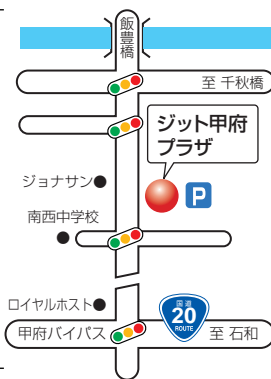 飯豊橋
至 千秋橋
ジット甲府
プラザ
ジョナサン●
P
南西中学校
ロイヤルホスト●
国道
20
ROUTE
甲府バイパス
至 石和